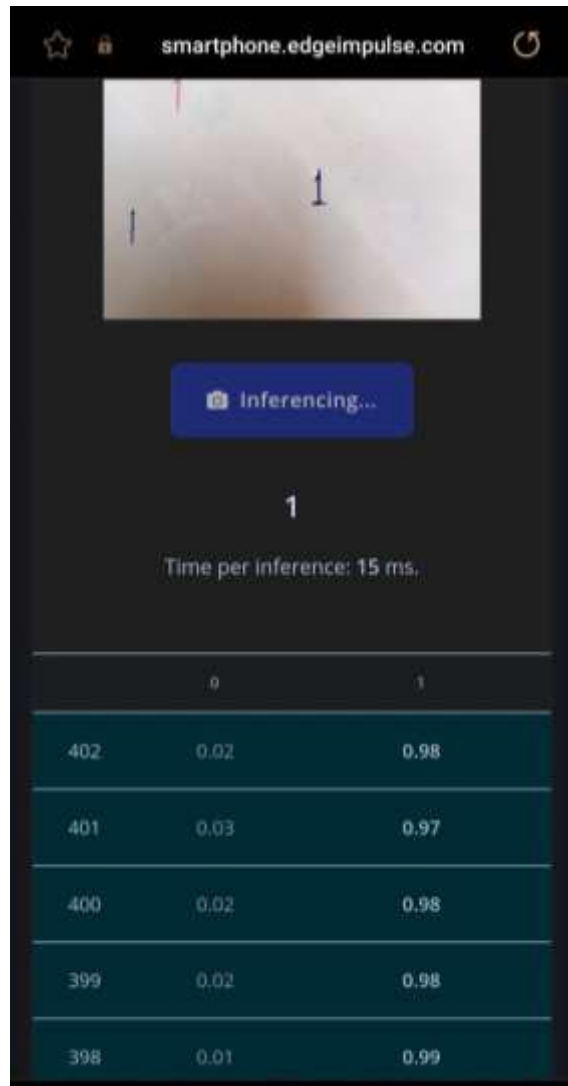 smartphone.edgeimpulse.com
1
Inferencing...
1
Time per inference: 15 ms.
0 1
402 0.02 0.98
401 0.03 0.97
400 0.02 0.98
399 0.02 0.98
398 0.01 0.99